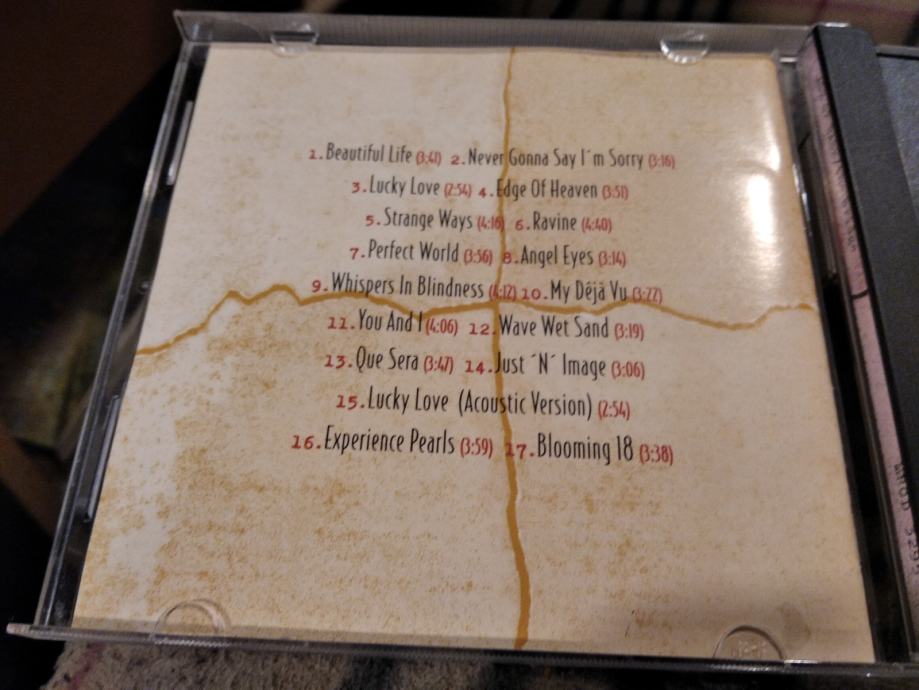 1.Beautiful Life (3:41) 2.Never Gonna Say I´m Sorry (3:16)
3.Lucky Love (2:54) 4.Edge Of Heaven (3:51)
5.Strange Ways (4:16) 6.Ravine (4:40)
7.Perfect World (3:56) 8.Angel Eyes (3:14)
9.Whispers In Blindness (4:12) 10.My Déjà Vu (3:22)
11.You And I (4:06) 12.Wave Wet Sand (3:19)
13.Que Sera (3:47) 14.Just ´N´ Image (3:06)
15.Lucky Love (Acoustic Version) (2:54)
16.Experience Pearls (3:59) 17.Blooming 18 (3:38)